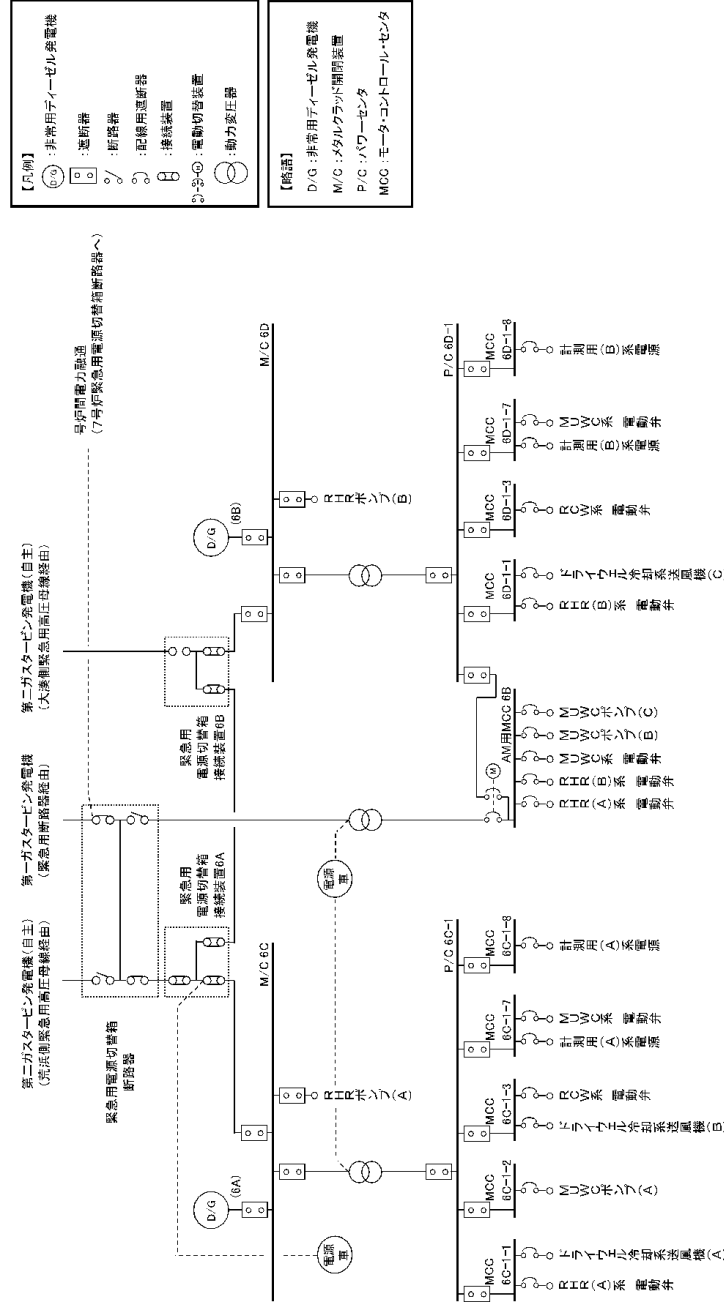 第二ガスタービン発電機(自主)
(荒浜側緊急用高圧母線経由)
第一ガスタービン発電機
(緊急用断路器経由)
第二ガスタービン発電機(自主)
(大湊側緊急用高圧母線経由)
号炉間電力融通
(7号炉緊急用電源切替箱断路器へ)
緊急用電源切替箱
断路器
緊急用
電源切替箱
接続装置6A
緊急用
電源切替箱
接続装置6B
D/G
(6A)
M/C 6C
RHRポンプ(A)
D/G
(6B)
M/C 6D
RHRポンプ(B)
電源
車
電源
車
P/C 6C-1
MCC
6C-1-1
RHR(A)系 電動弁
ドライウェル冷却系送風機(A)
MCC
6C-1-2
MUWCポンプ(A)
MCC
6C-1-3
ドライウェル冷却系送風機(B)
RCW系 電動弁
MCC
6C-1-7
計測用(A)系電源
MUWC系 電動弁
MCC
6C-1-8
計測用(A)系電源
AM用MCC 6B
M
RHR(A)系 電動弁
RHR(B)系 電動弁
MUWC系 電動弁
MUWCポンプ(B)
MUWCポンプ(C)
P/C 6D-1
MCC
6D-1-1
RHR(B)系 電動弁
ドライウェル冷却系送風機(C)
MCC
6D-1-3
RCW系 電動弁
MCC
6D-1-7
計測用(B)系電源
MUWC系 電動弁
MCC
6D-1-8
計測用(B)系電源
【凡例】
D/G :非常用ディーゼル発電機
:遮断器
:断路器
:配線用遮断器
:接続装置
M :電動切替装置
:動力変圧器
【略語】
D/G :非常用ディーゼル発電機
M/C :メタルクラッド開閉装置
P/C :パワーセンタ
MCC :モータ・コントロール・センタ